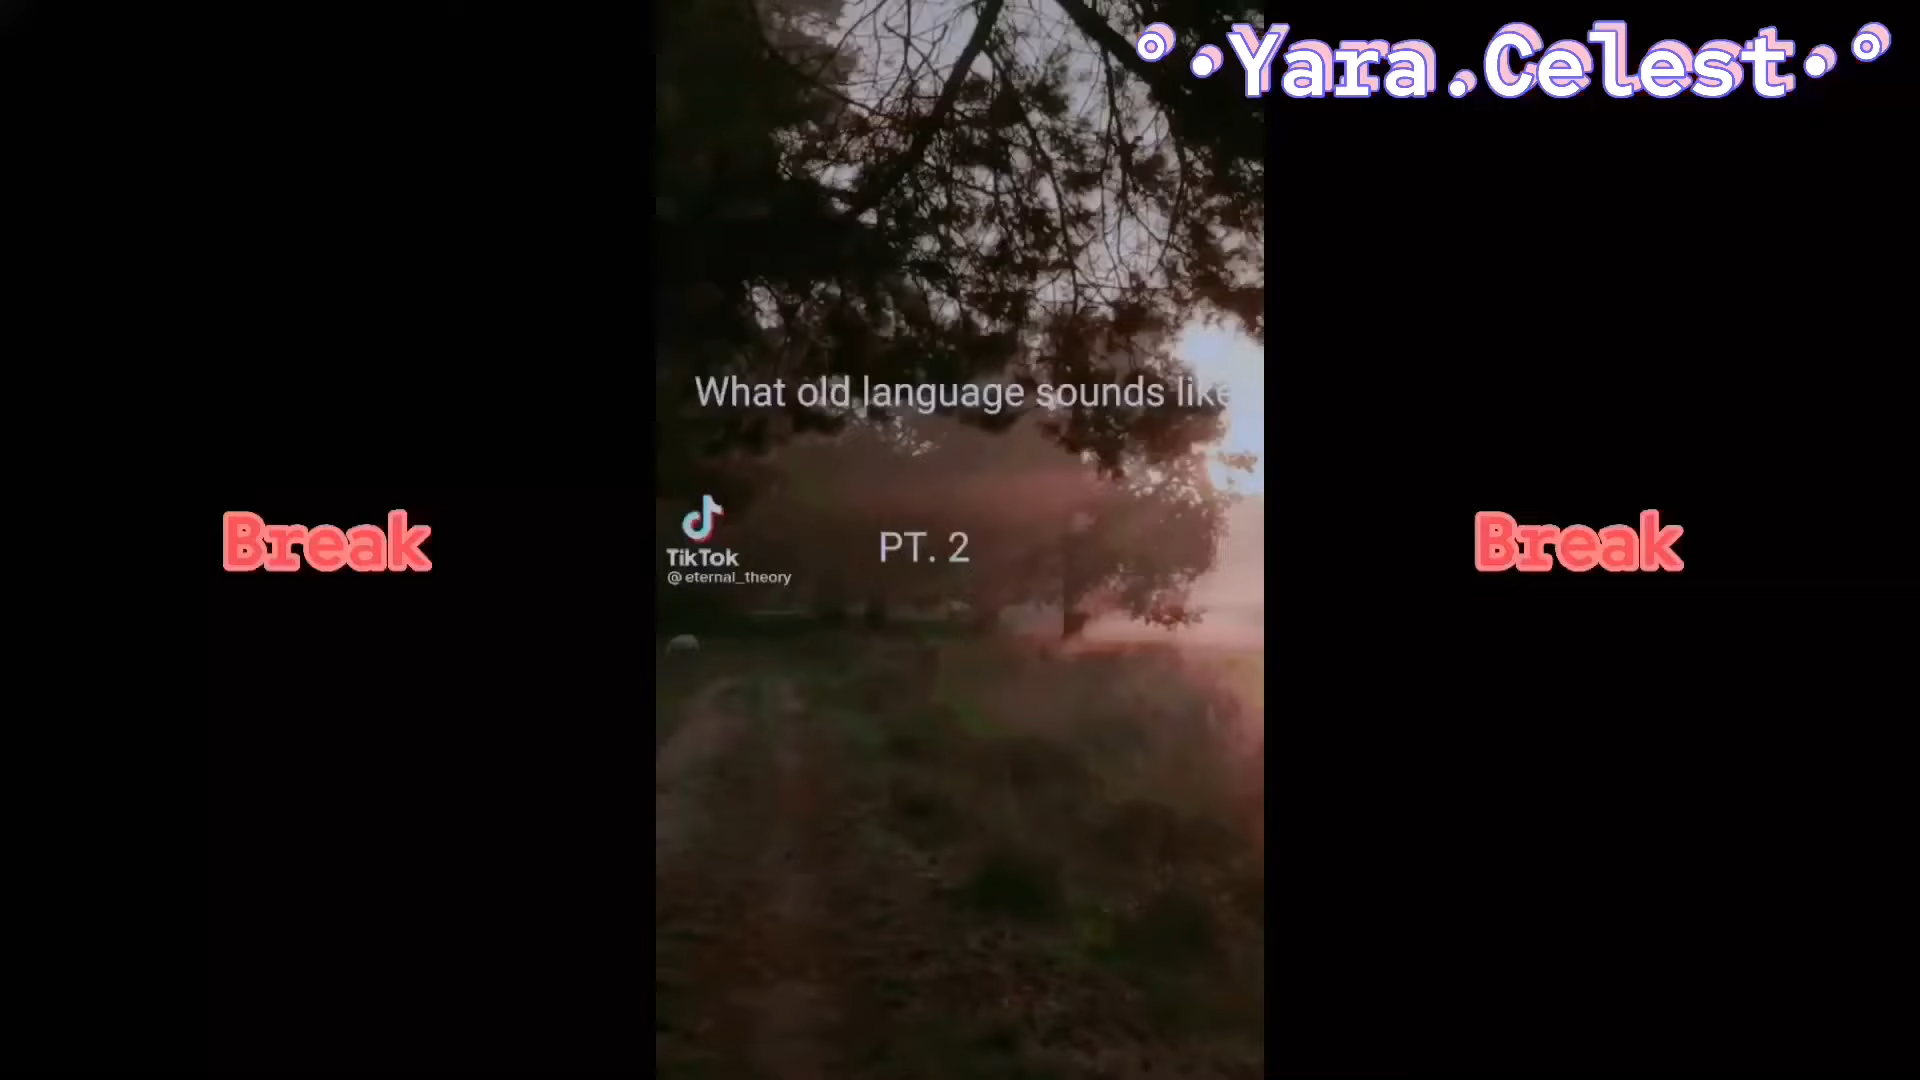 °•Yara.Celest•°
What old language sounds like
Break
TikTok
@eternal_theory
PT. 2
Break